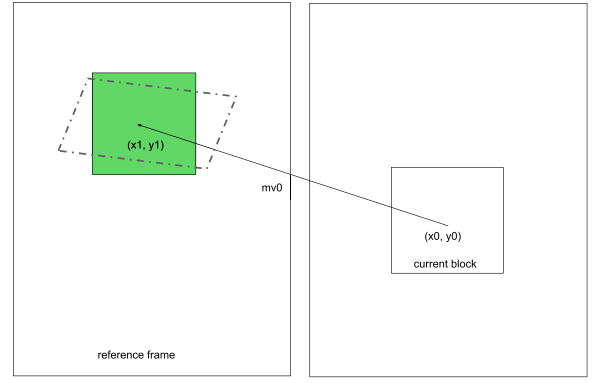 (x1, y1)
mv0
(x0, y0)
current block
reference frame